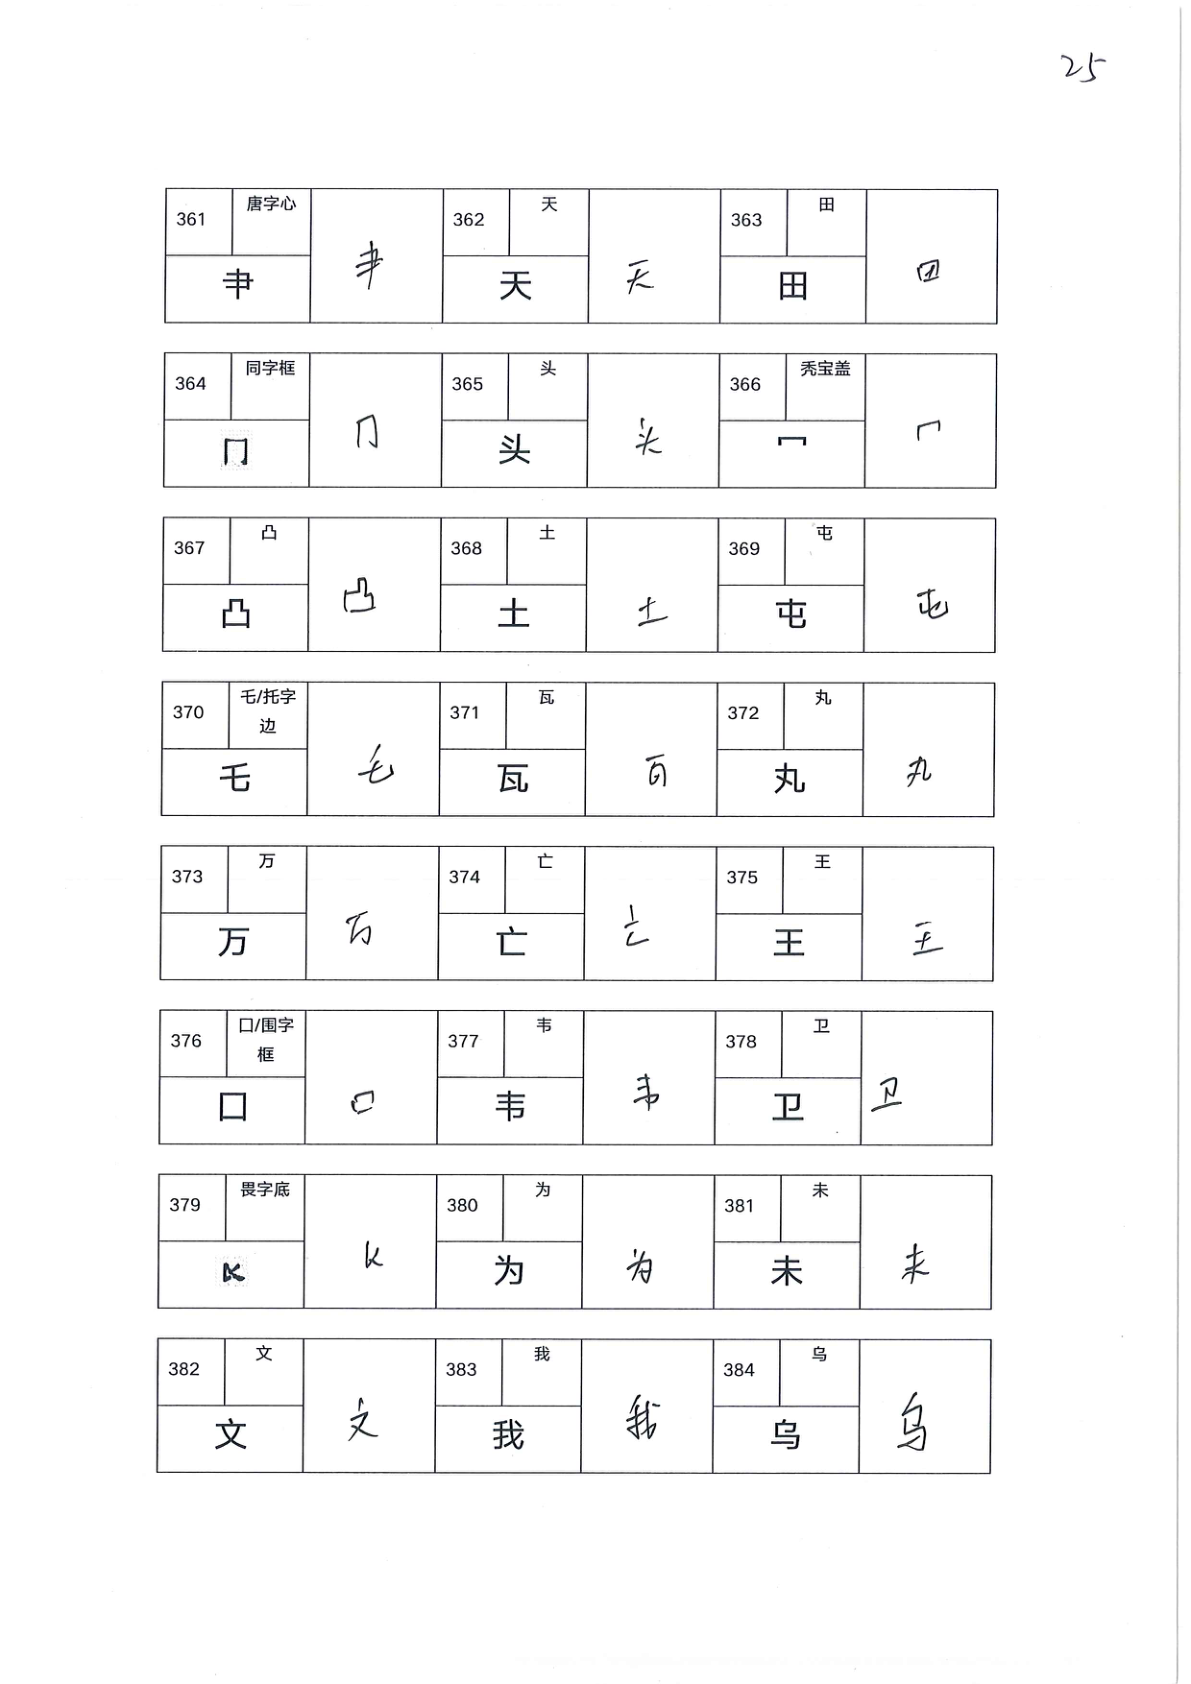 25
361 唐字心 肀 肀 362 天 天 天 363 田 田 田
364 同字框 冂 冂 365 头 头 头 366 秃宝盖 冖 冖
367 凸 凸 凸 368 土 土 土 369 屯 屯 屯
370 毛/托字边 乇 乇 371 瓦 瓦 瓦 372 丸 丸 丸
373 万 万 万 374 亡 亡 亡 375 王 王 王
376 口/围字框 囗 囗 377 韦 韦 韦 378 卫 卫 卫
379 畏字底 380 为 为 为 381 未 未 未
382 文 文 文 383 我 我 我 384 乌 乌 乌